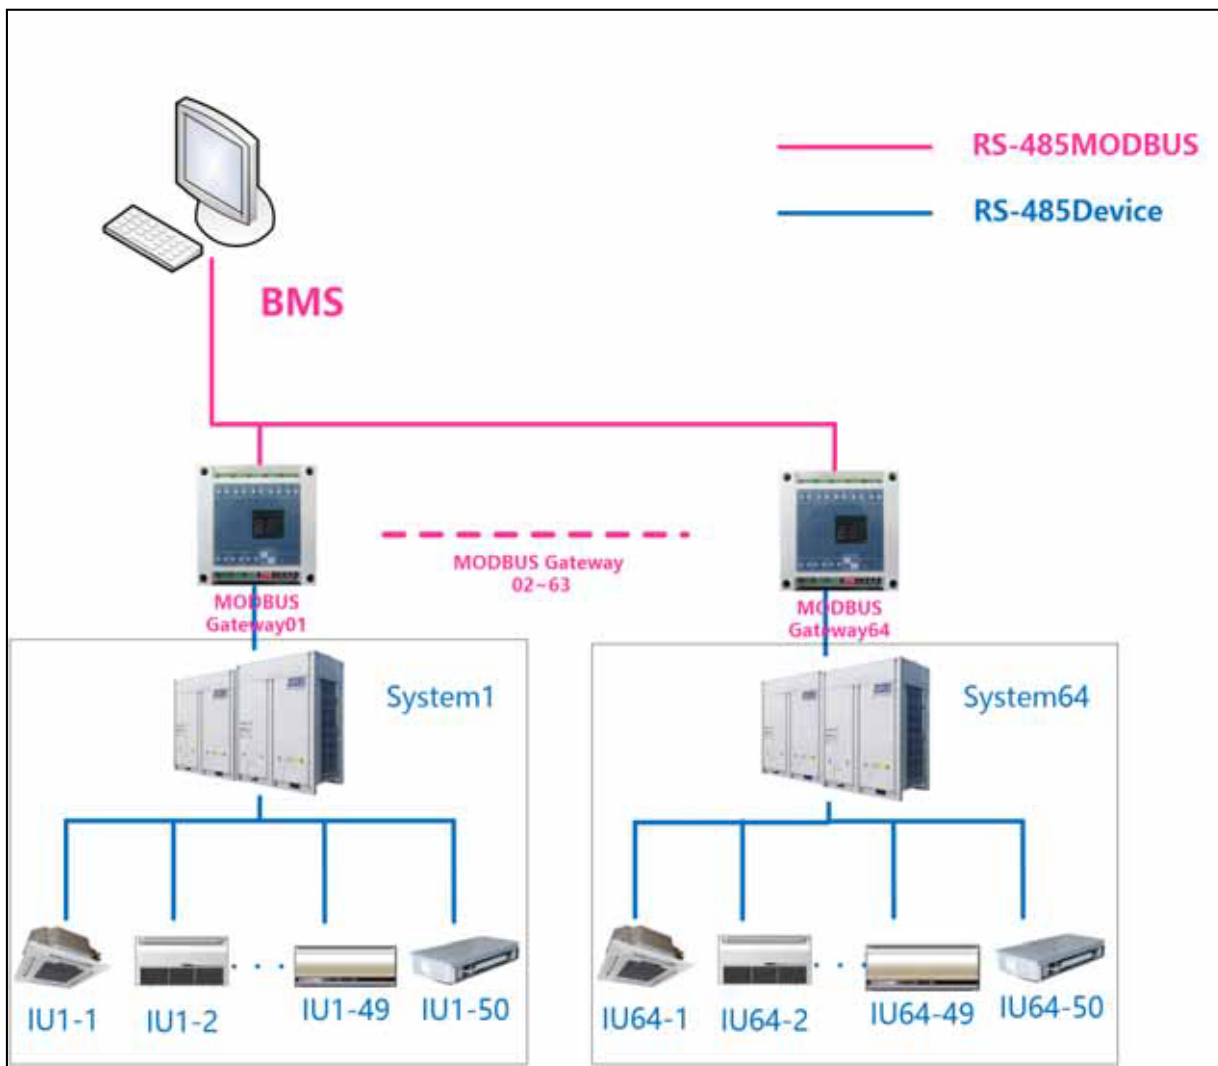 RS-485MODBUS
RS-485Device
BMS
MODBUS Gateway
02~63
MODBUS
Gateway01
MODBUS
Gateway64
System1
System64
IU1-1
IU1-2
IU1-49
IU1-50
IU64-1
IU64-2
IU64-49
IU64-50